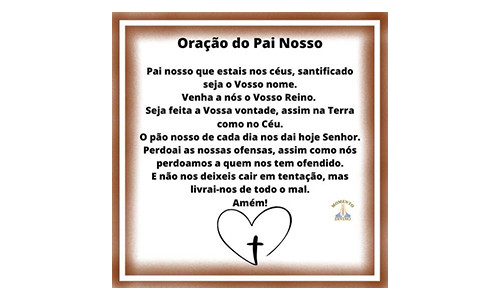 Oração do Pai Nosso
Pai nosso que estais nos céus, santificado
seja o Vosso nome.
Venha a nós o Vosso Reino.
Seja feita a Vossa vontade, assim na Terra
como no Céu.
O pão nosso de cada dia nos dai hoje Senhor.
Perdoai as nossas ofensas, assim como nós
perdoamos a quem nos tem ofendido.
E não nos deixeis cair em tentação, mas
livrai-nos de todo o mal.
Amém!
MOMENTO